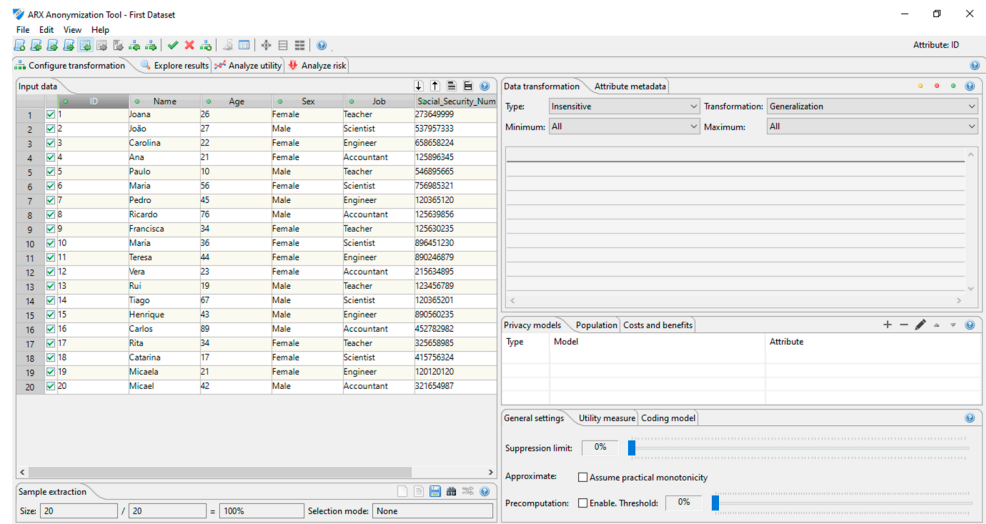 ARX Anonymization Tool - First Dataset
File Edit View Help
Attribute: ID
Configure transformation Explore results Analyze utility Analyze risk
Input data
ID Name Age Sex Job Social_Security_Num
1 1 Joana 26 Female Teacher 273649999
2 2 João 27 Male Scientist 537957333
3 3 Carolina 22 Female Engineer 658658224
4 4 Ana 21 Female Accountant 125896345
5 5 Paulo 10 Male Teacher 546895665
6 6 Maria 56 Female Scientist 756985321
7 7 Pedro 45 Male Engineer 120365120
8 8 Ricardo 76 Male Accountant 125639856
9 9 Francisca 34 Female Teacher 125630235
10 10 Maria 36 Female Scientist 896451230
11 11 Teresa 44 Female Engineer 890246879
12 12 Vera 23 Female Accountant 215634895
13 13 Rui 19 Male Teacher 123456789
14 14 Tiago 67 Male Scientist 120365201
15 15 Henrique 43 Male Engineer 890560235
16 16 Carlos 89 Male Accountant 452782982
17 17 Rita 34 Female Teacher 325658985
18 18 Catarina 17 Female Scientist 415756324
19 19 Micaela 21 Female Engineer 120120120
20 20 Micael 42 Male Accountant 321654987
Sample extraction
Size: 20 / 20 = 100% Selection mode: None
Data transformation Attribute metadata
Type: Insensitive Transformation: Generalization
Minimum: All Maximum: All
Privacy models Population Costs and benefits
Type Model Attribute
General settings Utility measure Coding model
Suppression limit: 0%
Approximate: Assume practical monotonicity
Precomputation: Enable. Threshold: 0%